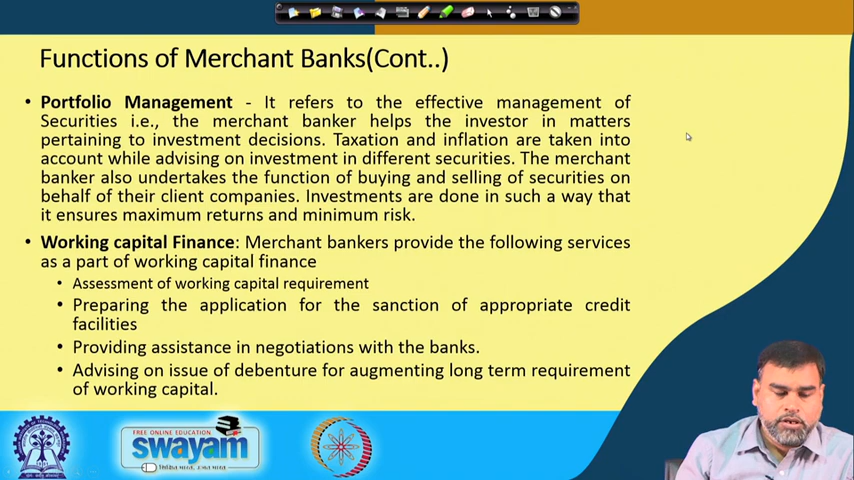 Functions of Merchant Banks(Cont..)
• Portfolio Management - It refers to the effective management of
Securities i.e., the merchant banker helps the investor in matters
pertaining to investment decisions. Taxation and inflation are taken into
account while advising on investment in different securities. The merchant
banker also undertakes the function of buying and selling of securities on
behalf of their client companies. Investments are done in such a way that
it ensures maximum returns and minimum risk.
• Working capital Finance: Merchant bankers provide the following services
as a part of working capital finance
• Assessment of working capital requirement
• Preparing the application for the sanction of appropriate credit
facilities
• Providing assistance in negotiations with the banks.
• Advising on issue of debenture for augmenting long term requirement
of working capital.
FREE ONLINE EDUCATION
swayam